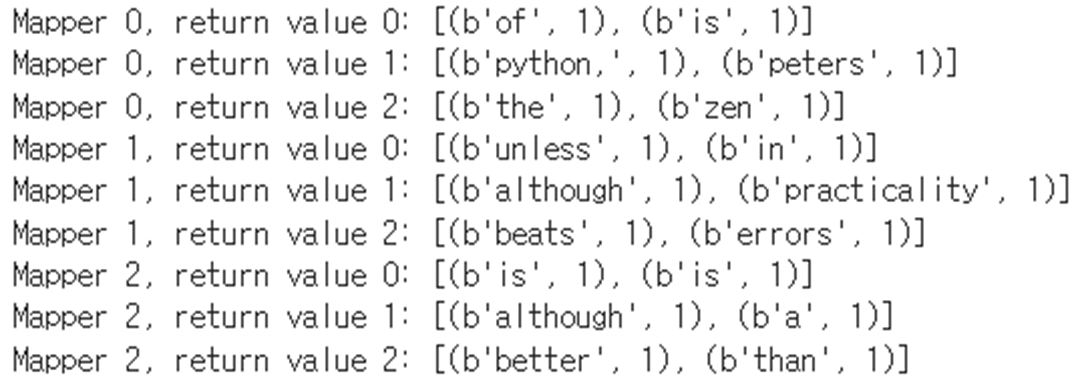 Mapper 0, return value 0: [(b'of', 1), (b'is', 1)]
Mapper 0, return value 1: [(b'python,', 1), (b'peters', 1)]
Mapper 0, return value 2: [(b'the', 1), (b'zen', 1)]
Mapper 1, return value 0: [(b'unless', 1), (b'in', 1)]
Mapper 1, return value 1: [(b'although', 1), (b'practicality', 1)]
Mapper 1, return value 2: [(b'beats', 1), (b'errors', 1)]
Mapper 2, return value 0: [(b'is', 1), (b'is', 1)]
Mapper 2, return value 1: [(b'although', 1), (b'a', 1)]
Mapper 2, return value 2: [(b'better', 1), (b'than', 1)]